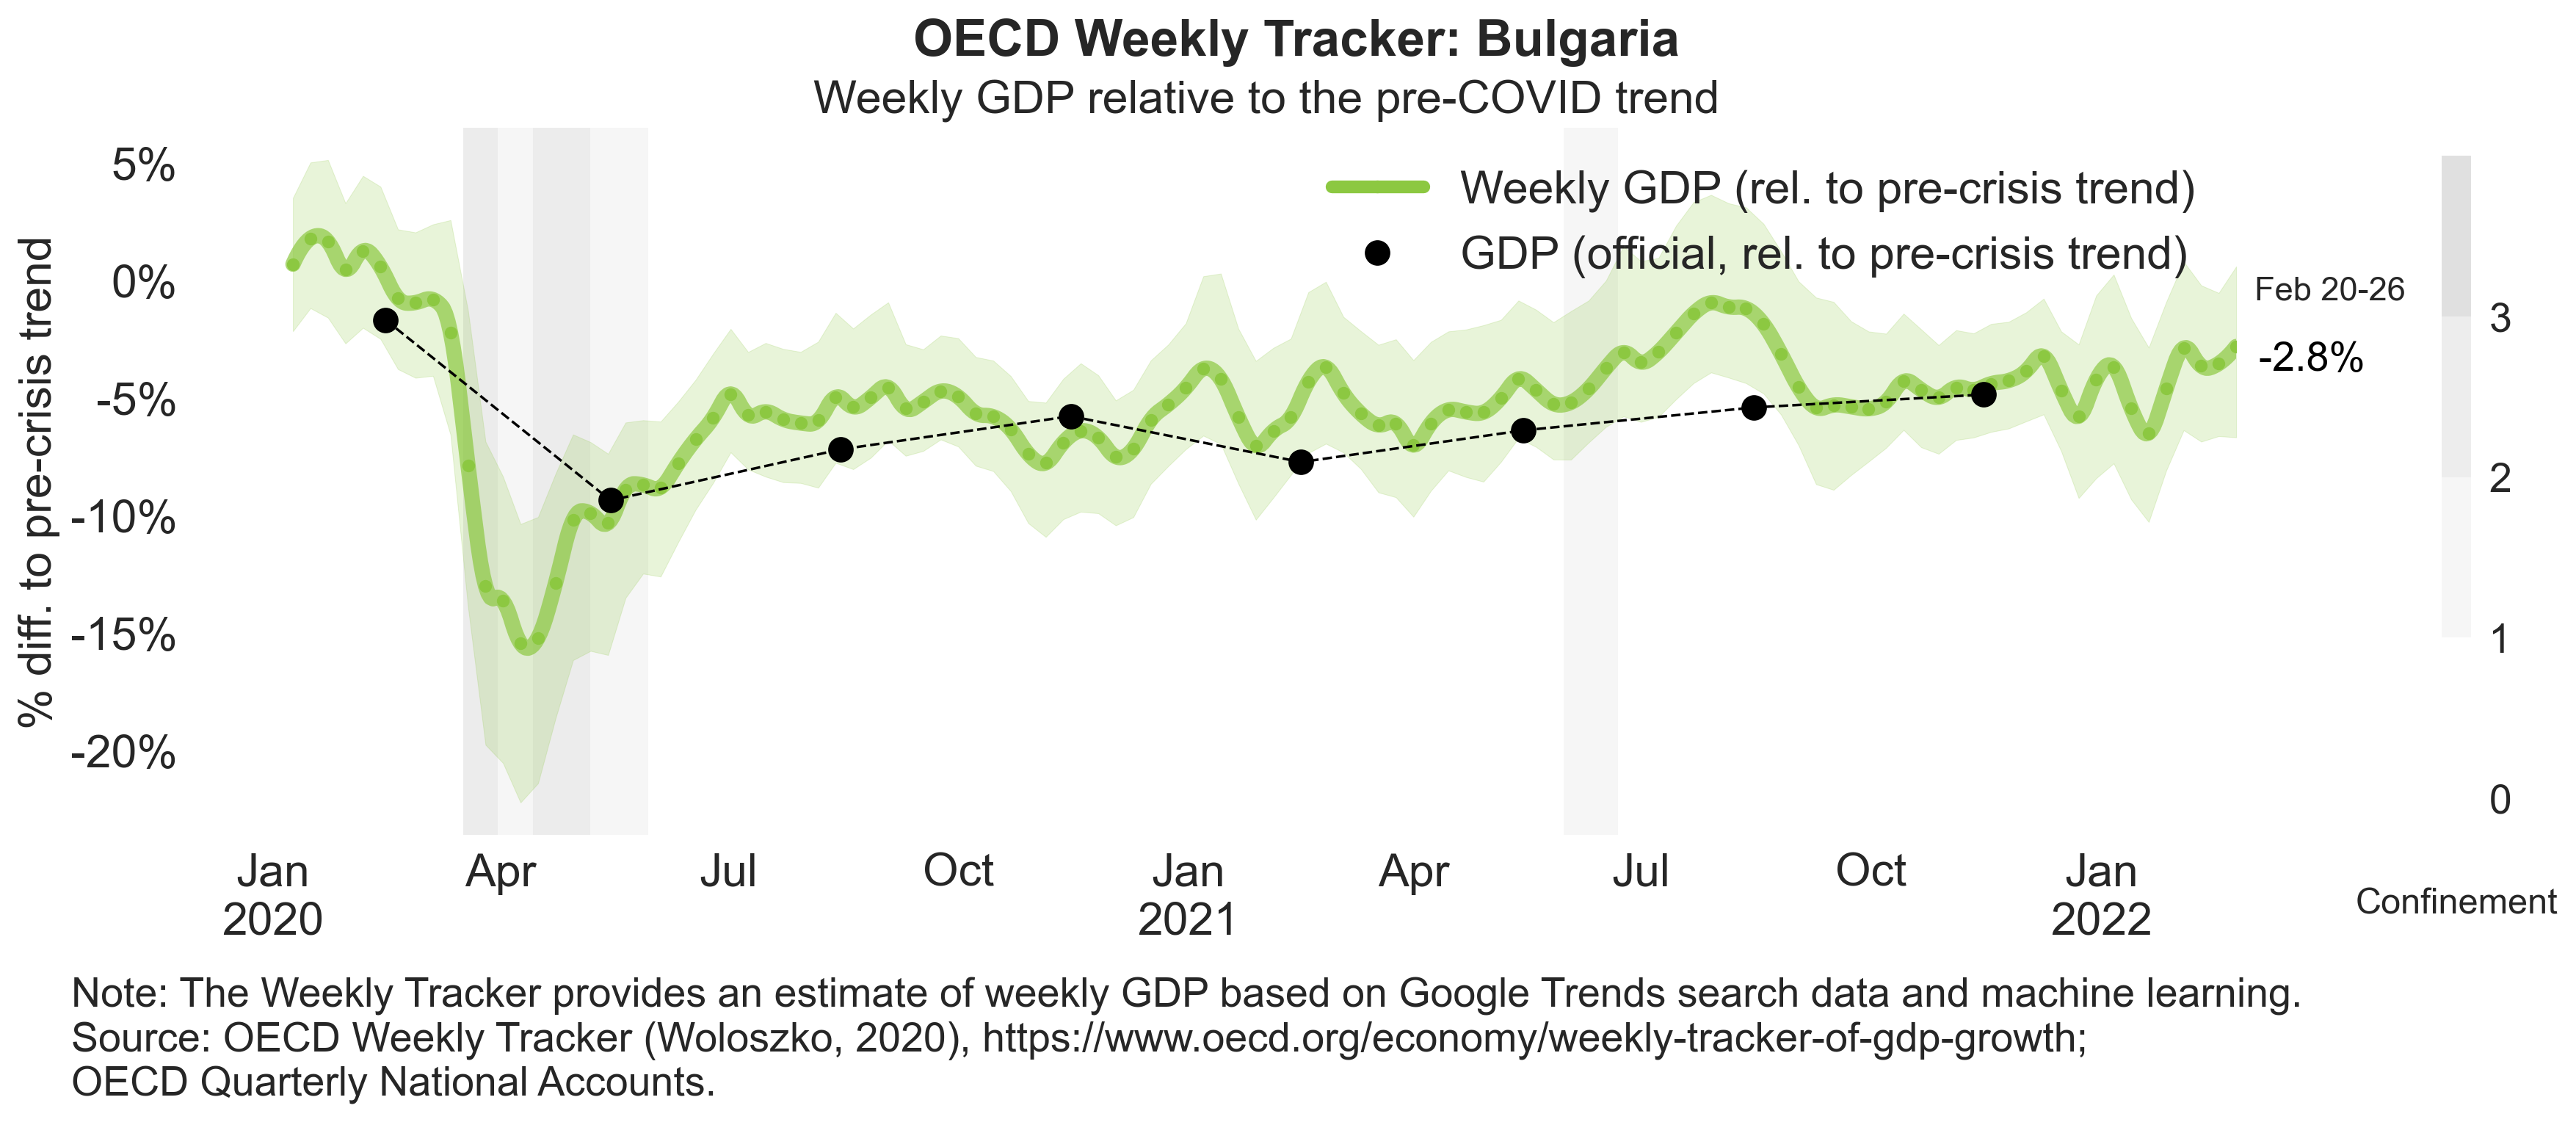 OECD Weekly Tracker: Bulgaria
Weekly GDP relative to the pre-COVID trend
% diff. to pre-crisis trend
5%
0%
-5%
-10%
-15%
-20%
Weekly GDP (rel. to pre-crisis trend)
GDP (official, rel. to pre-crisis trend)
Feb 20-26
-2.8%
3
2
1
0
Confinement
Jan Apr Jul Oct Jan Apr Jul Oct Jan
2020 2021 2022
Note: The Weekly Tracker provides an estimate of weekly GDP based on Google Trends search data and machine learning.
Source: OECD Weekly Tracker (Woloszko, 2020), https://www.oecd.org/economy/weekly-tracker-of-gdp-growth;
OECD Quarterly National Accounts.